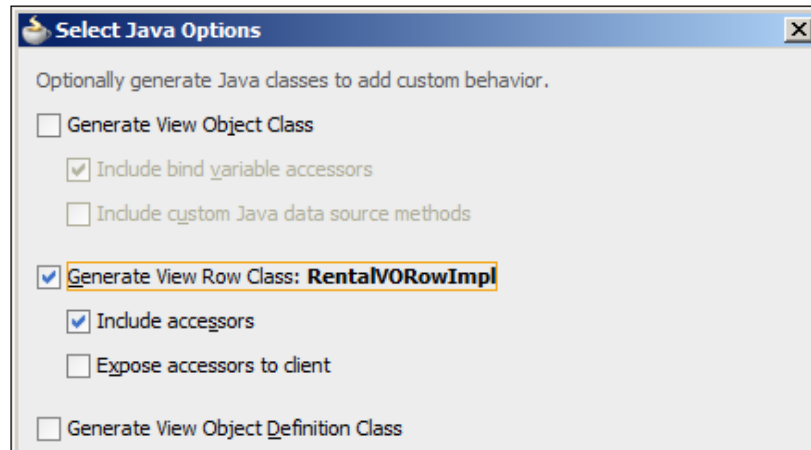 Select Java Options
Optionally generate Java classes to add custom behavior.
Generate View Object Class
Include bind variable accessors
Include custom Java data source methods
Generate View Row Class: RentalVORowImpl
Include accessors
Expose accessors to client
Generate View Object Definition Class